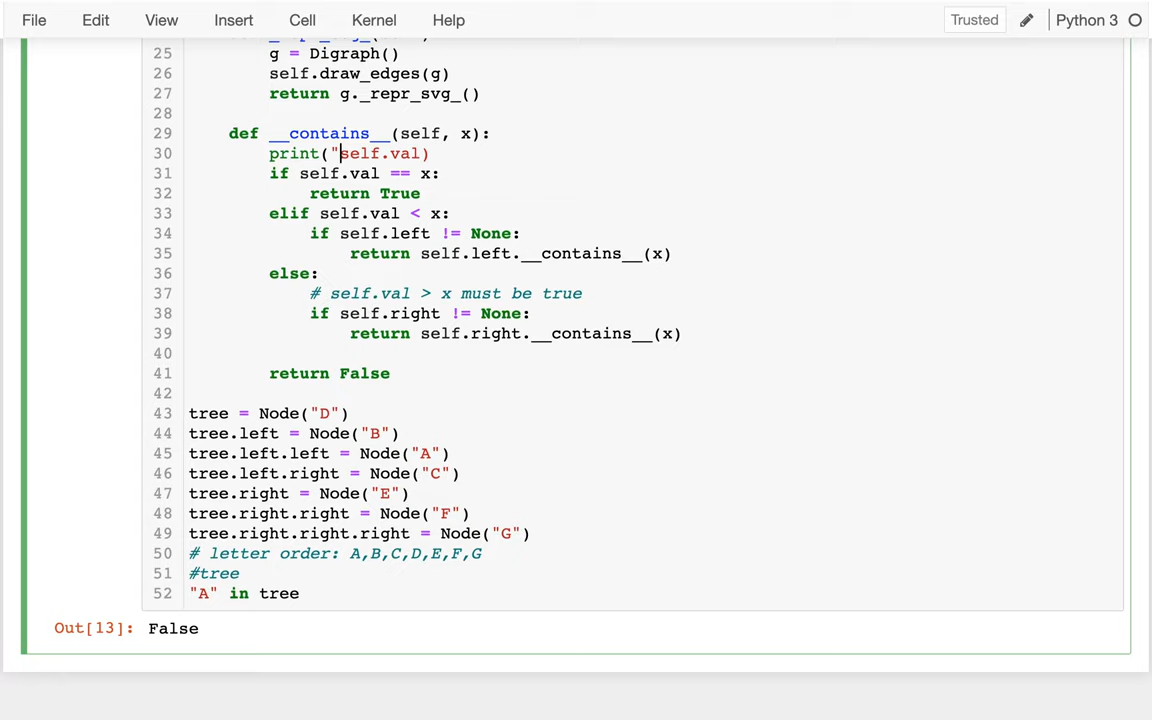 File Edit View Insert Cell Kernel Help Trusted Python 3
25 g = Digraph()
26 self.draw_edges(g)
27 return g._repr_svg_()
28
29 def __contains__(self, x):
30 print("self.val)
31 if self.val == x:
32 return True
33 elif self.val < x:
34 if self.left != None:
35 return self.left.__contains__(x)
36 else:
37 # self.val > x must be true
38 if self.right != None:
39 return self.right.__contains__(x)
40
41 return False
42
43 tree = Node("D")
44 tree.left = Node("B")
45 tree.left.left = Node("A")
46 tree.left.right = Node("C")
47 tree.right = Node("E")
48 tree.right.right = Node("F")
49 tree.right.right.right = Node("G")
50 # letter order: A,B,C,D,E,F,G
51 #tree
52 "A" in tree
Out[13]: False